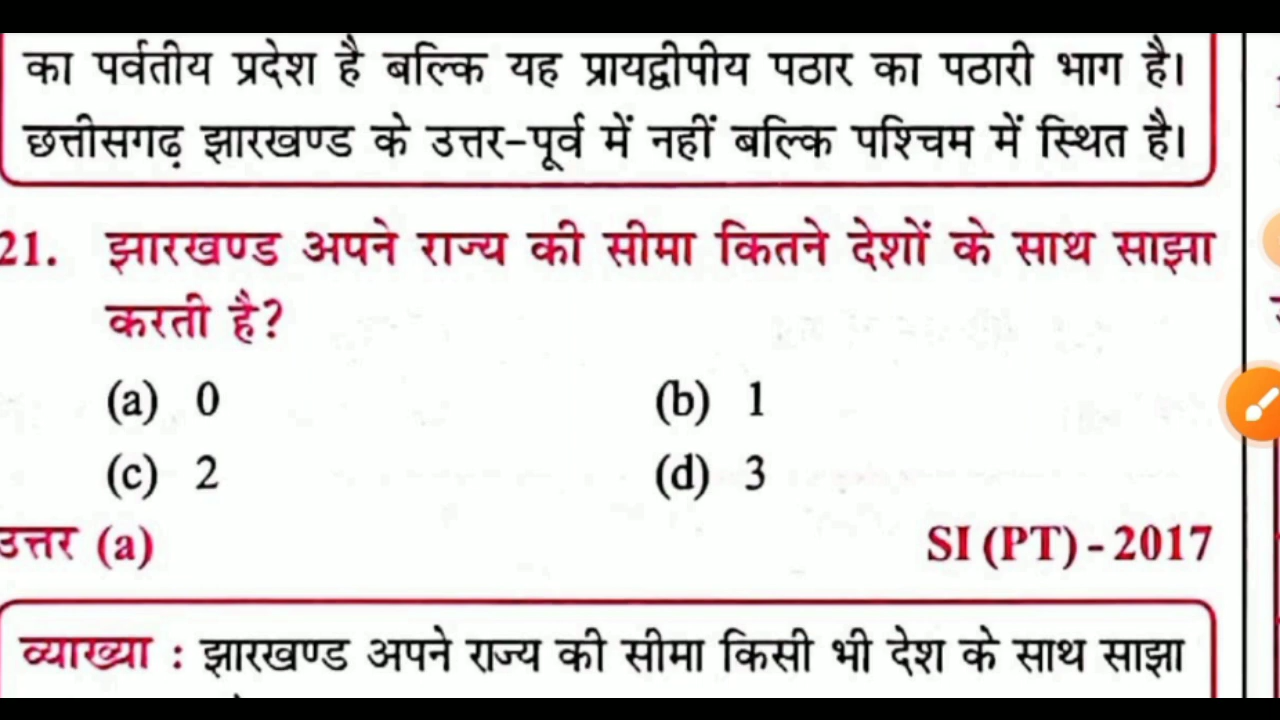 का पर्वतीय प्रदेश है बल्कि यह प्रायद्वीपीय पठार का पठारी भाग है।
छत्तीसगढ़ झारखण्ड के उत्तर-पूर्व में नहीं बल्कि पश्चिम में स्थित है।
21. झारखण्ड अपने राज्य की सीमा कितने देशों के साथ साझा
करती है?
(a) 0 (b) 1
(c) 2 (d) 3
उत्तर (a) SI (PT) - 2017
व्याख्या : झारखण्ड अपने राज्य की सीमा किसी भी देश के साथ साझा